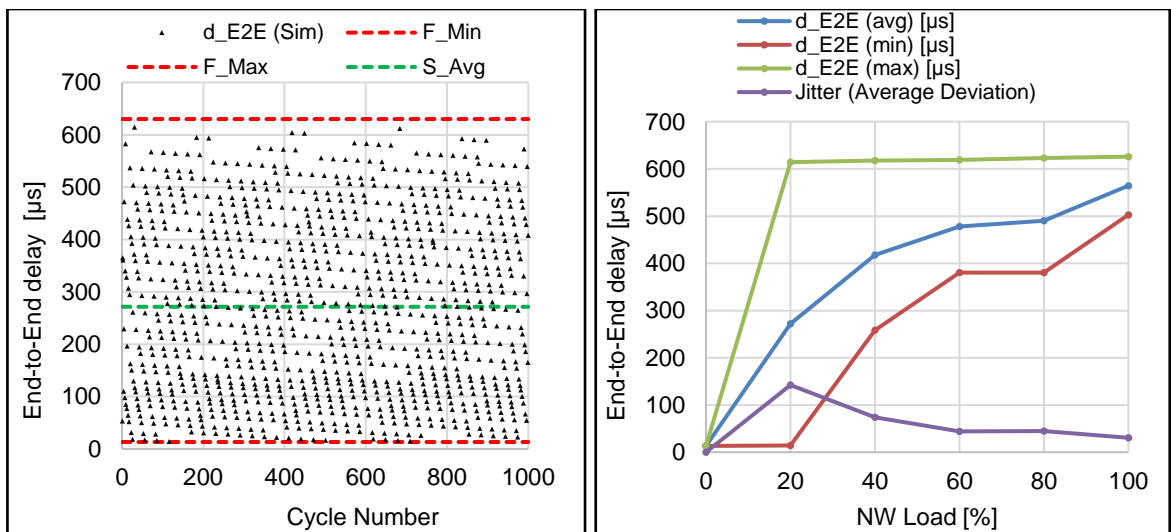 d_E2E (Sim) F_Min
F_Max S_Avg
End-to-End delay [µs]
700
600
500
400
300
200
100
0
0 200 400 600 800 1000
Cycle Number
d_E2E (avg) [µs]
d_E2E (min) [µs]
d_E2E (max) [µs]
Jitter (Average Deviation)
End-to-End delay [µs]
700
600
500
400
300
200
100
0
0 20 40 60 80 100
NW Load [%]